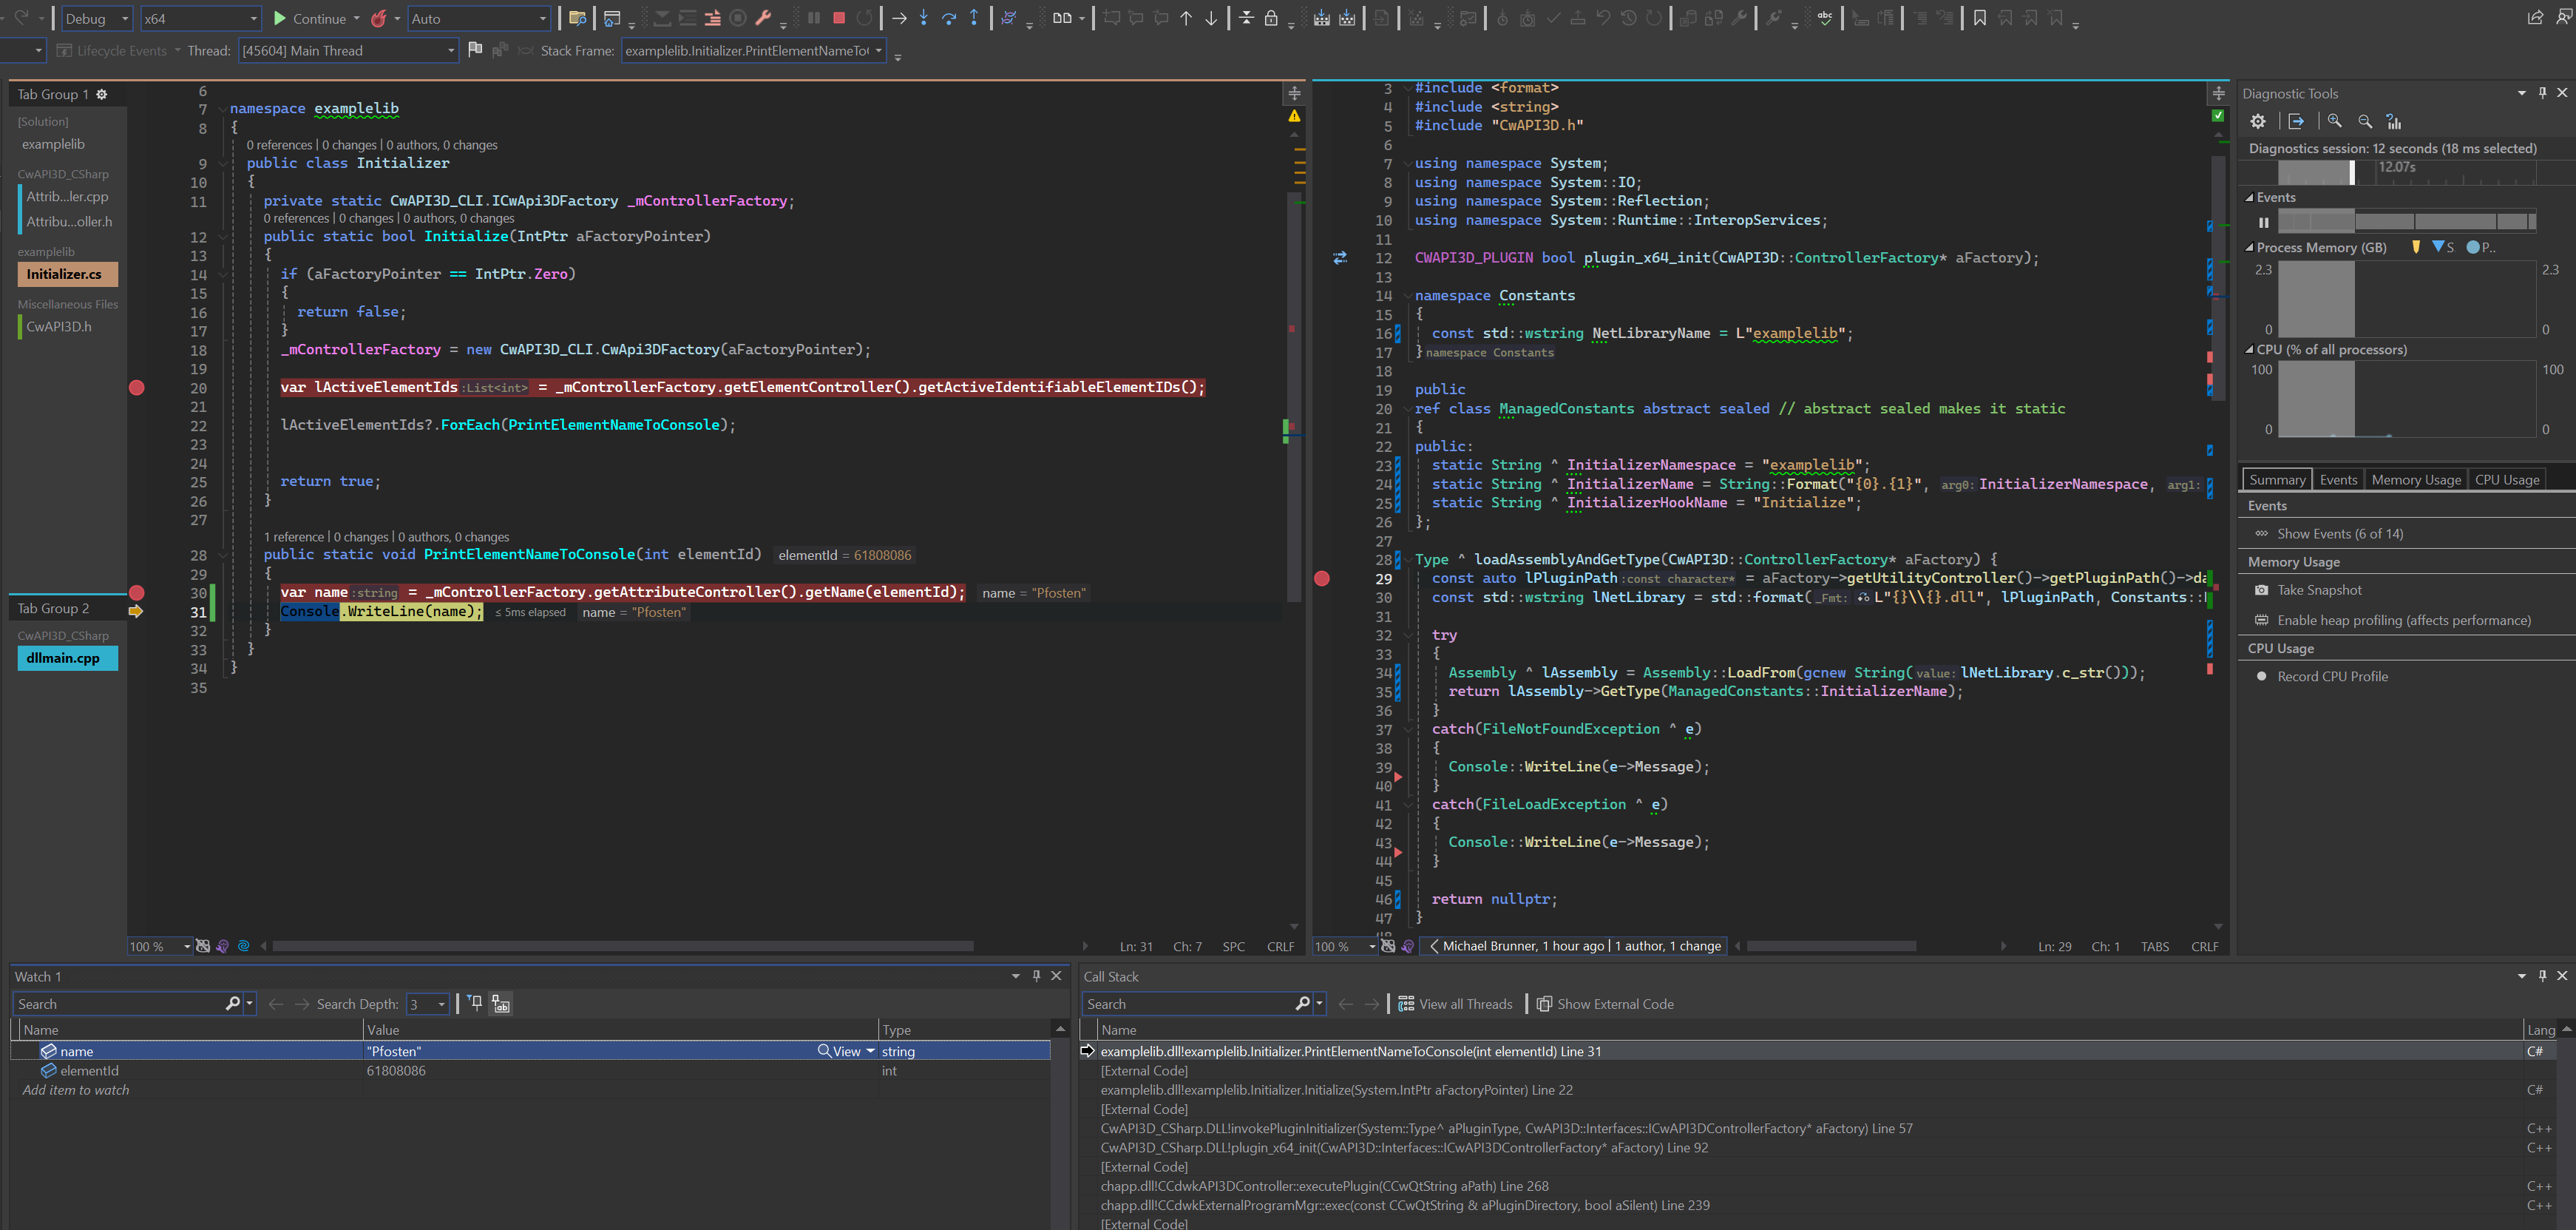 Debug
x64
Continue
Auto
abc
Lifecycle Events
Thread:
[45604] Main Thread
Stack Frame:
examplelib.Initializer.PrintElementNameTo
Tab Group 1
[Solution]
examplelib
CwAPI3D_CSharp
Attrib...ler.cpp
Attribu...oller.h
examplelib
Initializer.cs
Miscellaneous Files
CwAPI3D.h
Tab Group 2
CwAPI3D_CSharp
dllmain.cpp
6
7 namespace examplelib
8 {
0 references | 0 changes | 0 authors, 0 changes
9 public class Initializer
10 {
11 private static CwAPI3D_CLI.ICwApi3DFactory _mControllerFactory;
0 references | 0 changes | 0 authors, 0 changes
12 public static bool Initialize(IntPtr aFactoryPointer)
13 {
14 if (aFactoryPointer == IntPtr.Zero)
15 {
16 return false;
17 }
18 _mControllerFactory = new CwAPI3D_CLI.CwApi3DFactory(aFactoryPointer);
19
20 var lActiveElementIds :List<int> = _mControllerFactory.getElementController().getActiveIdentifiableElementIDs();
21
22 lActiveElementIds?.ForEach(PrintElementNameToConsole);
23
24
25 return true;
26 }
27
1 reference | 0 changes | 0 authors, 0 changes
28 public static void PrintElementNameToConsole(int elementId) elementId = 61808086
29 {
30 var name :string = _mControllerFactory.getAttributeController().getName(elementId); name = "Pfosten"
31 Console.WriteLine(name); ≤ 5ms elapsed name = "Pfosten"
32 }
33 }
34 }
35
100 %
Ln: 31 Ch: 7 SPC CRLF
3 #include <format>
4 #include <string>
5 #include "CwAPI3D.h"
6
7 using namespace System;
8 using namespace System::IO;
9 using namespace System::Reflection;
10 using namespace System::Runtime::InteropServices;
11
12 CWAPI3D_PLUGIN bool plugin_x64_init(CwAPI3D::ControllerFactory* aFactory);
13
14 namespace Constants
15 {
16 const std::wstring NetLibraryName = L"examplelib";
17 } namespace Constants
18
19 public
20 ref class ManagedConstants abstract sealed // abstract sealed makes it static
21 {
22 public:
23 static String ^ InitializerNamespace = "examplelib";
24 static String ^ InitializerName = String::Format("{0}.{1}", arg0: InitializerNamespace, arg1:
25 static String ^ InitializerHookName = "Initialize";
26 };
27
28 Type ^ loadAssemblyAndGetType(CwAPI3D::ControllerFactory* aFactory) {
29 const auto lPluginPath :const character* = aFactory->getUtilityController()->getPluginPath()->da
30 const std::wstring lNetLibrary = std::format(_Fmt: L"{}\\{}.dll", lPluginPath, Constants::
31
32 try
33 {
34 Assembly ^ lAssembly = Assembly::LoadFrom(gcnew String(value: lNetLibrary.c_str()));
35 return lAssembly->GetType(ManagedConstants::InitializerName);
36 }
37 catch(FileNotFoundException ^ e)
38 {
39 Console::WriteLine(e->Message);
40 }
41 catch(FileLoadException ^ e)
42 {
43 Console::WriteLine(e->Message);
44 }
45
46 return nullptr;
47 }
100 %
Michael Brunner, 1 hour ago | 1 author, 1 change
Ln: 29 Ch: 1 TABS CRLF
Diagnostic Tools
Diagnostics session: 12 seconds (18 ms selected)
12.07s
Events
Process Memory (GB) S P..
2.3 2.3
0 0
CPU (% of all processors)
100 100
0 0
Summary Events Memory Usage CPU Usage
Events
Show Events (6 of 14)
Memory Usage
Take Snapshot
Enable heap profiling (affects performance)
CPU Usage
Record CPU Profile
Watch 1
Search
Search Depth: 3
Name Value Type
name "Pfosten" View string
elementId 61808086 int
Add item to watch
Call Stack
Search
View all Threads
Show External Code
Name Lang
examplelib.dll!examplelib.Initializer.PrintElementNameToConsole(int elementId) Line 31 C#
[External Code]
examplelib.dll!examplelib.Initializer.Initialize(System.IntPtr aFactoryPointer) Line 22 C#
[External Code]
CwAPI3D_CSharp.DLL!invokePluginInitializer(System::Type^ aPluginType, CwAPI3D::Interfaces::ICwAPI3DControllerFactory* aFactory) Line 57 C++
CwAPI3D_CSharp.DLL!plugin_x64_init(CwAPI3D::Interfaces::ICwAPI3DControllerFactory* aFactory) Line 92 C++
[External Code]
chapp.dll!CCdwkAPI3DController::executePlugin(CCwQtString aPath) Line 268 C++
chapp.dll!CCdwkExternalProgramMgr::exec(const CCwQtString & aPluginDirectory, bool aSilent) Line 239 C++
[External Code]